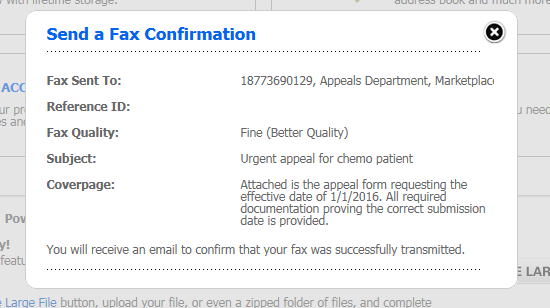 with lifetime storage.
address book and much more
Send a Fax Confirmation
Fax Sent To: 18773690129, Appeals Department, Marketplace
Reference ID:
ACC
ur pr
you need
es and
Fax Quality: Fine (Better Quality)
Subject: Urgent appeal for chemo patient
Coverpage: Attached is the appeal form requesting the
effective date of 1/1/2016. All required
documentation proving the correct submission
date is provided.
Pow
y!
You will receive an email to confirm that your fax was successfully transmitted.
featu
E LAR
e Large File button, upload your file, or even a zipped folder of files, and complete